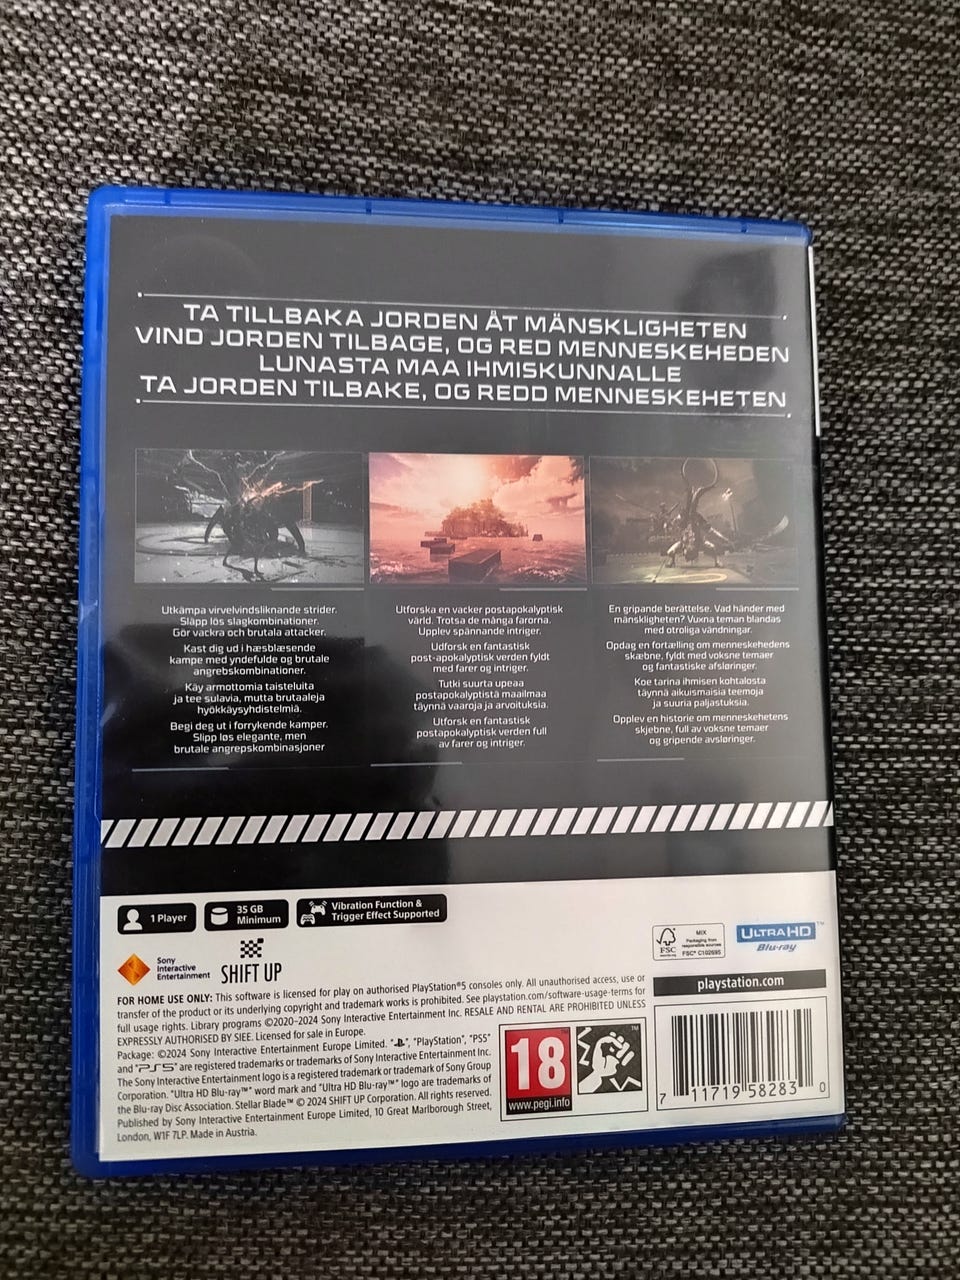 TA TILLBAKA JORDEN ÅT MÄNSKLIGHETEN
VIND JORDEN TILBAGE, OG RED MENNESKEHEDEN
LUNASTA MAA IHMISKUNNALLE
TA JORDEN TILBAKE, OG REDD MENNESKEHETEN
Utkämpa virvelvindsliknande strider.
Släpp lös slagkombinationer.
Gör vackra och brutala attacker.
Kast dig ud i hæsblæsende
kampe med yndefulde og brutale
angrebskombinationer.
Käy armottomia taisteluita
ja tee sulavia, mutta brutaaleja
hyökkäysyhdistelmiä.
Begi deg ut i forrykende kamper.
Slipp løs elegante, men
brutale angrepskombinasjoner
Utforska en vacker postapokalyptisk
värld. Trotsa de många farorna.
Upplev spännande intriger.
Udforsk en fantastisk
post-apokalyptisk verden fyldt
med farer og intriger.
Tutki suurta upeaa
postapokalyptistä maailmaa
täynnä vaaroja ja arvoituksia.
Utforsk en fantastisk
postapokalyptisk verden full
av farer og intriger.
En gripande berättelse. Vad händer med
mänskligheten? Vuxna teman blandas
med otroliga vändningar.
Opdag en fortælling om menneskehedens
skæbne, fyldt med voksne temaer
og fantastiske afsløringer.
Koe tarina ihmisen kohtalosta
täynnä aikuismaisia teemoja
ja suuria paljastuksia.
Opplev en historie om menneskehetens
skjebne, full av voksne temaer
og gripende avsløringer.
1 Player
35 GB
Minimum
Vibration Function &
Trigger Effect Supported
Sony
Interactive
Entertainment
SHIFT UP
FSC
www.fsc.org
MIX
Packaging from
responsible sources
FSC® C102695
ULTRA HD
Blu-ray™
playstation.com
FOR HOME USE ONLY: This software is licensed for play on authorised PlayStation®5 consoles only. All unauthorised access, use or
transfer of the product or its underlying copyright and trademark works is prohibited. See playstation.com/software-usage-terms for
full usage rights. Library programs ©2020-2024 Sony Interactive Entertainment Inc. RESALE AND RENTAL ARE PROHIBITED UNLESS
EXPRESSLY AUTHORISED BY SIEE. Licensed for sale in Europe.
Package: ©2024 Sony Interactive Entertainment Europe Limited. "PS", "PlayStation", "PS5"
and "PS5" are registered trademarks or trademarks of Sony Interactive Entertainment Inc.
The Sony Interactive Entertainment logo is a registered trademark or trademark of Sony Group
Corporation. "Ultra HD Blu-ray™" word mark and "Ultra HD Blu-ray™" logo are trademarks of
the Blu-ray Disc Association. Stellar Blade™ © 2024 SHIFT UP Corporation. All rights reserved.
Published by Sony Interactive Entertainment Europe Limited, 10 Great Marlborough Street,
London, W1F 7LP. Made in Austria.
18
www.pegi.info
TM
7 11719 58283 0